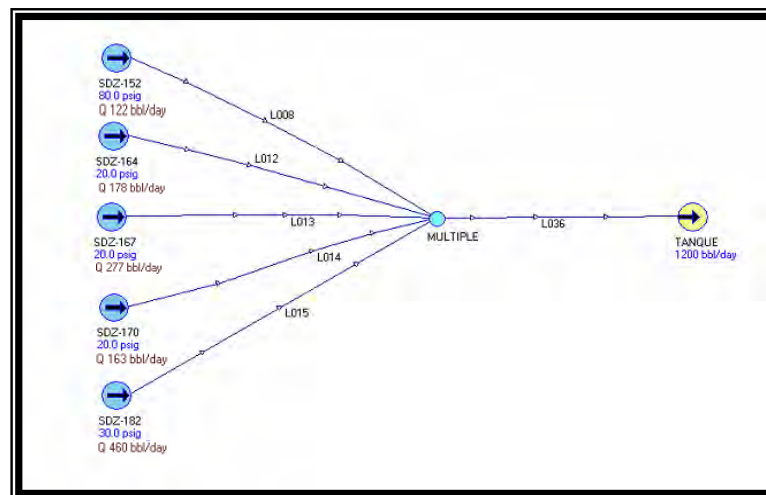 SDZ-152
80.0 psig
Q 122 bbl/day
L008
SDZ-164
20.0 psig
Q 178 bbl/day
L012
SDZ-167
20.0 psig
Q 277 bbl/day
L013
MULTIPLE
L036
TANQUE
1200 bbl/day
L014
SDZ-170
20.0 psig
Q 163 bbl/day
L015
SDZ-182
30.0 psig
Q 460 bbl/day